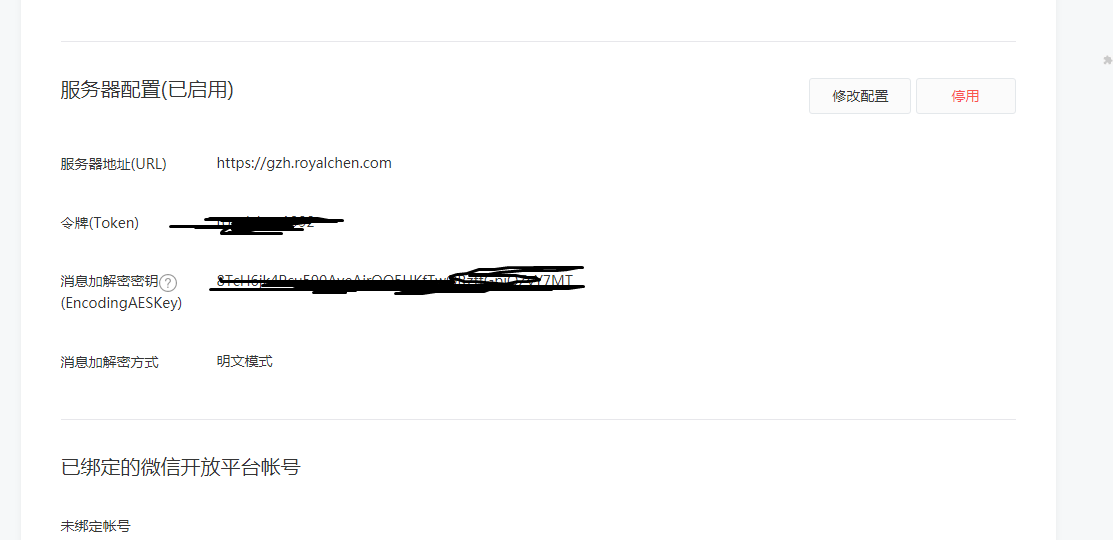 服务器配置(已启用)
修改配置 停用
服务器地址(URL) https://gzh.royalchen.com
令牌(Token)
消息加解密密钥
(EncodingAESKey)
消息加解密方式 明文模式
已绑定的微信开放平台帐号
未绑定帐号